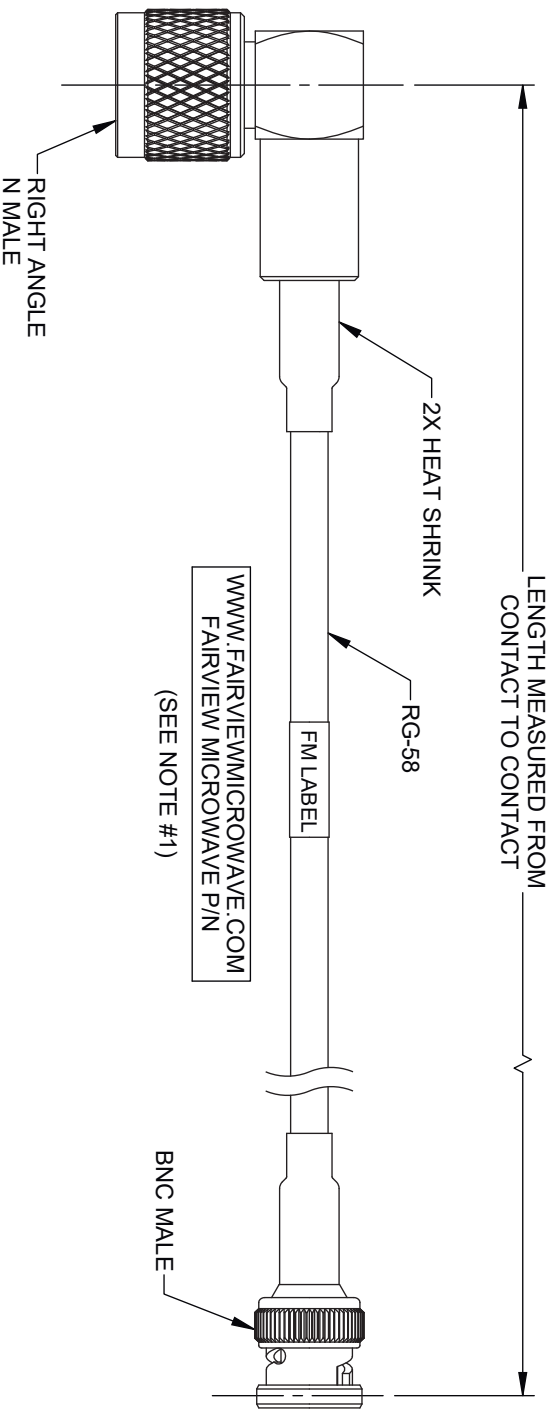 LENGTH MEASURED FROM
CONTACT TO CONTACT
2X HEAT SHRINK
RG-58
FM LABEL
WWW.FAIRVIEWMICROWAVE.COM
FAIRVIEW MICROWAVE P/N
(SEE NOTE #1)
RIGHT ANGLE
N MALE
BNC MALE